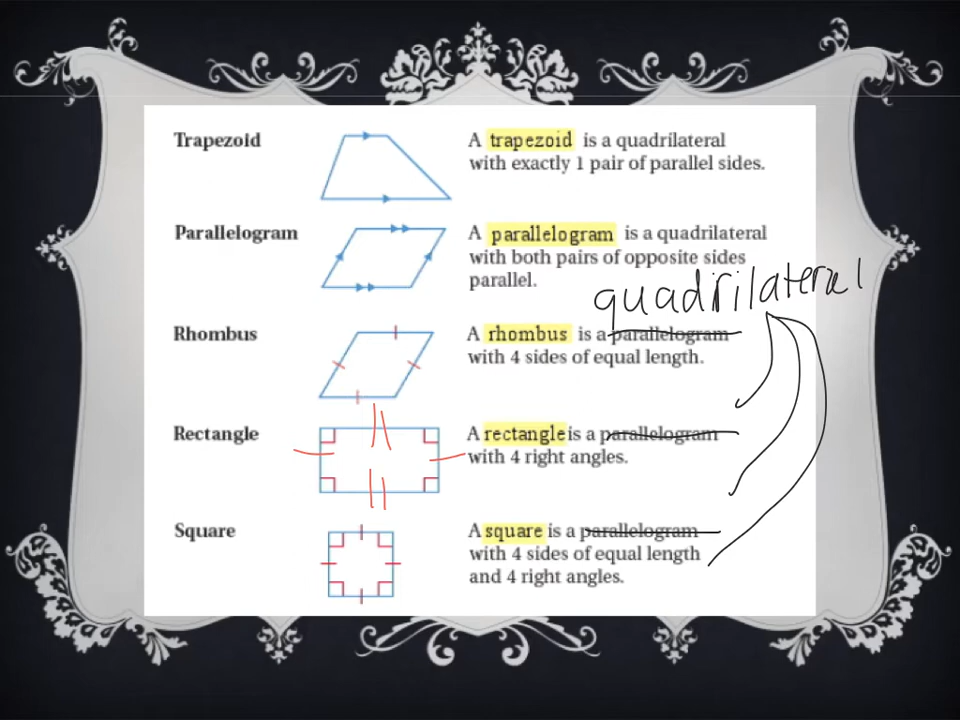 Trapezoid
A trapezoid is a quadrilateral
with exactly 1 pair of parallel sides.
Parallelogram
A parallelogram is a quadrilateral
with both pairs of opposite sides
parallel.
quadrilateral
Rhombus
A rhombus is a parallelogram
with 4 sides of equal length.
Rectangle
A rectangle is a parallelogram
with 4 right angles.
Square
A square is a parallelogram
with 4 sides of equal length
and 4 right angles.